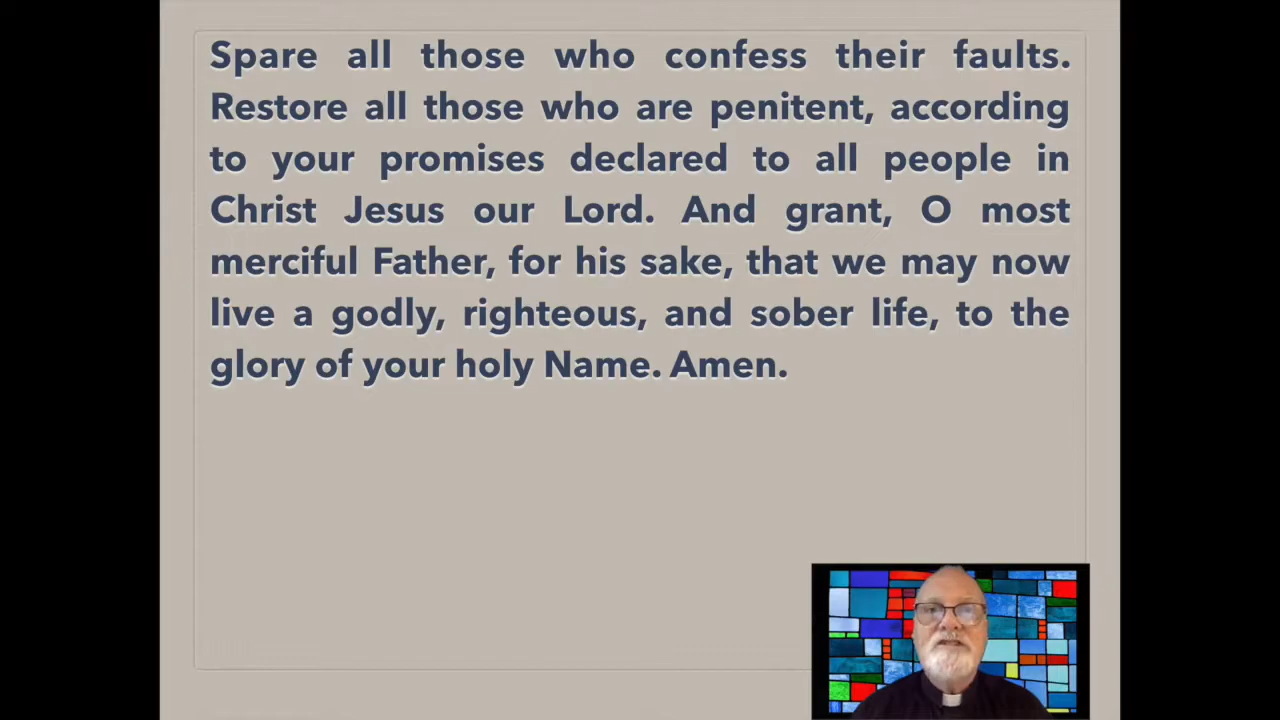 Spare all those who confess their faults.
Restore all those who are penitent, according
to your promises declared to all people in
Christ Jesus our Lord. And grant, O most
merciful Father, for his sake, that we may now
live a godly, righteous, and sober life, to the
glory of your holy Name. Amen.